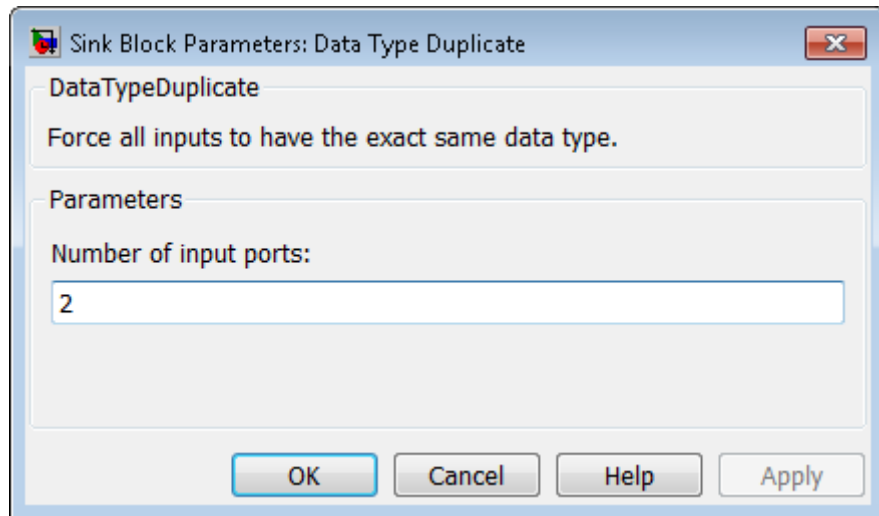 Sink Block Parameters: Data Type Duplicate
DataTypeDuplicate
Force all inputs to have the exact same data type.
Parameters
Number of input ports:
2
OK Cancel Help Apply